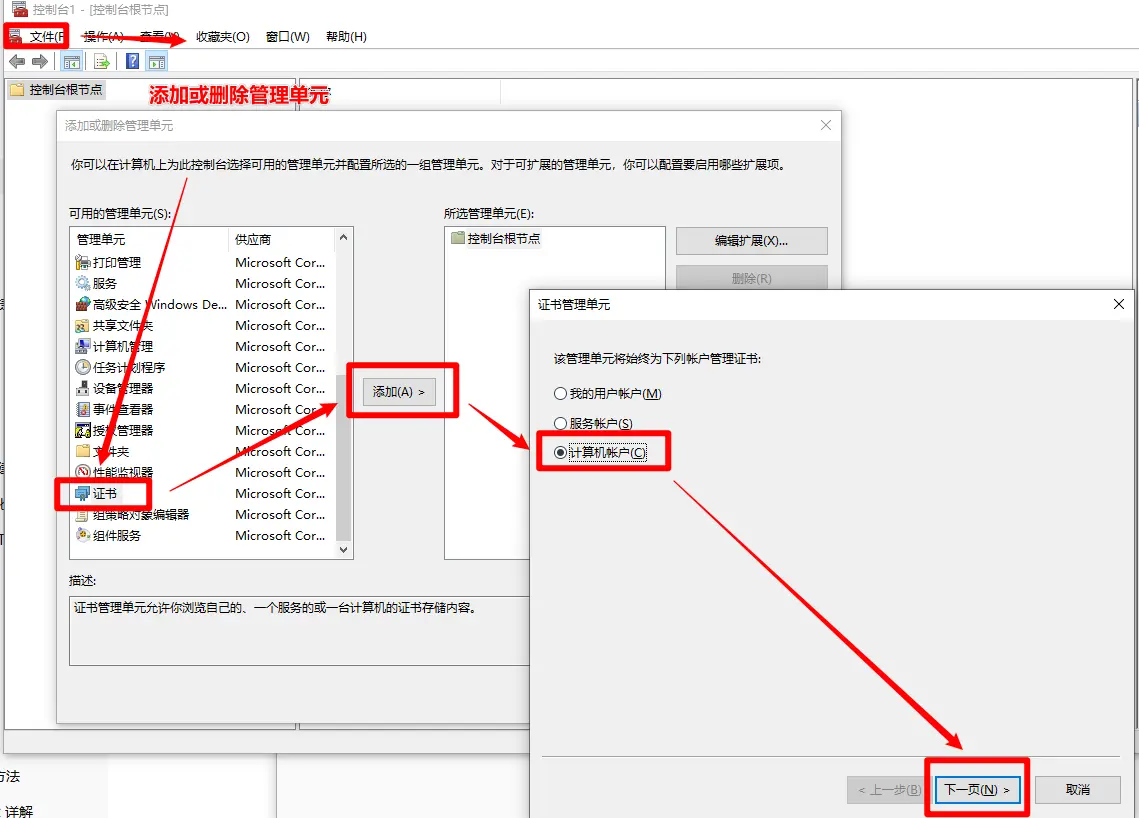 控制台1 - [控制台根节点]
文件(F 操作(A) 查看(V) 收藏夹(O) 窗口(W) 帮助(H)
控制台根节点
添加或删除管理单元
添加或删除管理单元
你可以在计算机上为此控制台选择可用的管理单元并配置所选的一组管理单元。对于可扩展的管理单元，你可以配置要启用哪些扩展项。
可用的管理单元(S):
所选管理单元(E):
管理单元 供应商
打印管理 Microsoft Cor...
服务 Microsoft Cor...
高级安全 Windows De... Microsoft Cor...
共享文件夹 Microsoft Cor...
计算机管理 Microsoft Cor...
任务计划程序 Microsoft Cor...
设备管理器 Microsoft Cor...
事件查看器 Microsoft Cor...
授权管理器 Microsoft Cor...
文件夹 Microsoft Cor...
性能监视器 Microsoft Cor...
证书 Microsoft Cor...
组策略对象编辑器 Microsoft Cor...
组件服务 Microsoft Cor...
添加(A) >
控制台根节点
编辑扩展(X)...
删除(R)
描述:
证书管理单元允许你浏览自己的、一个服务的或一台计算机的证书存储内容。
证书管理单元
该管理单元将始终为下列帐户管理证书:
我的用户帐户(M)
服务帐户(S)
计算机帐户(C)
< 上一步(B) 下一页(N) > 取消
方法
详解